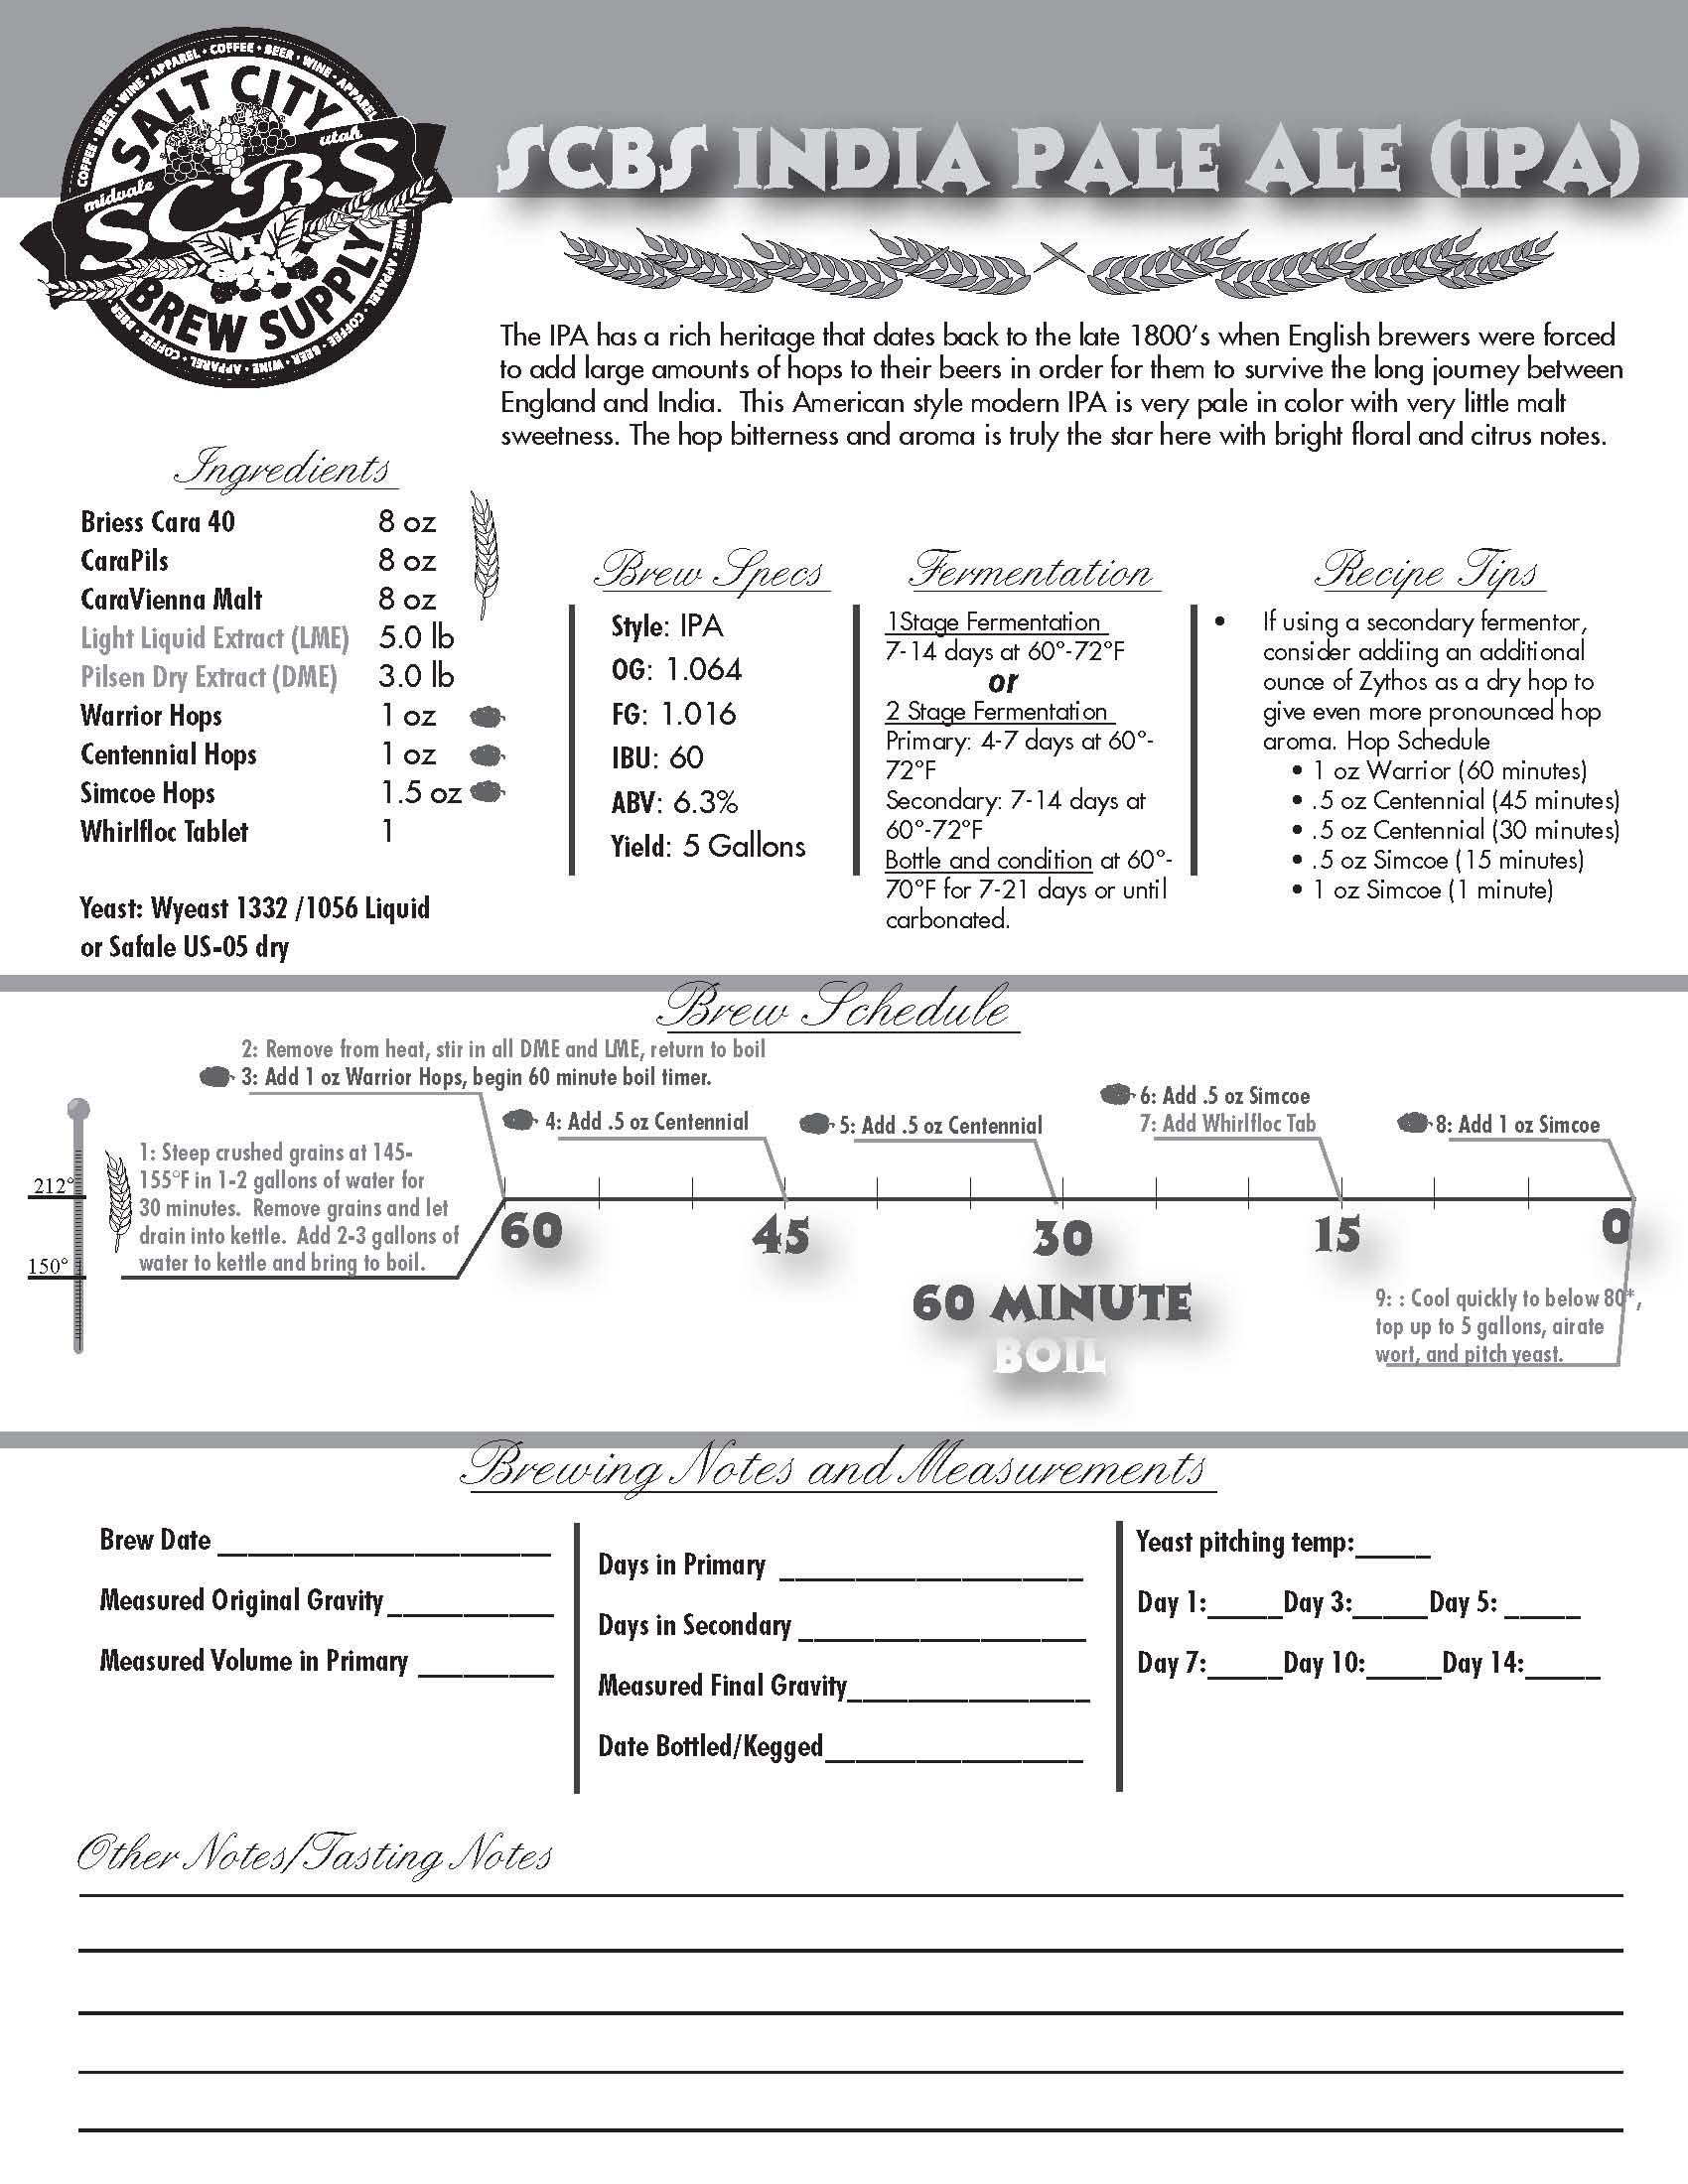 COFFEE • BEER • WINE • APPAREL • COFFEE • BEER • WINE • APPAREL
SALT CITY
midvale
utah
SCBS
BREW SUPPLY
WINE • APPAREL • COFFEE • BEER • WINE • APPAREL • COFFEE • BEER
SCBS INDIA PALE ALE (IPA)
The IPA has a rich heritage that dates back to the late 1800's when English brewers were forced
to add large amounts of hops to their beers in order for them to survive the long journey between
England and India.  This American style modern IPA is very pale in color with very little malt
sweetness. The hop bitterness and aroma is truly the star here with bright floral and citrus notes.
Ingredients
Briess Cara 40 8 oz
CaraPils 8 oz
CaraVienna Malt 8 oz
Light Liquid Extract (LME) 5.0 lb
Pilsen Dry Extract (DME) 3.0 lb
Warrior Hops 1 oz
Centennial Hops 1 oz
Simcoe Hops 1.5 oz
Whirlfloc Tablet 1
Yeast: Wyeast 1332 /1056 Liquid
or Safale US-05 dry
Brew Specs
Style: IPA
OG: 1.064
FG: 1.016
IBU: 60
ABV: 6.3%
Yield: 5 Gallons
Fermentation
1Stage Fermentation
7-14 days at 60°-72°F
or
2 Stage Fermentation
Primary: 4-7 days at 60°-
72°F
Secondary: 7-14 days at
60°-72°F
Bottle and condition at 60°-
70°F for 7-21 days or until
carbonated.
Recipe Tips
• If using a secondary fermentor,
consider addiing an additional
ounce of Zythos as a dry hop to
give even more pronounced hop
aroma. Hop Schedule
• 1 oz Warrior (60 minutes)
• .5 oz Centennial (45 minutes)
• .5 oz Centennial (30 minutes)
• .5 oz Simcoe (15 minutes)
• 1 oz Simcoe (1 minute)
Brew Schedule
2: Remove from heat, stir in all DME and LME, return to boil
3: Add 1 oz Warrior Hops, begin 60 minute boil timer.
4: Add .5 oz Centennial
5: Add .5 oz Centennial
6: Add .5 oz Simcoe
7: Add Whirlfloc Tab
8: Add 1 oz Simcoe
212°
150°
1: Steep crushed grains at 145-
155°F in 1-2 gallons of water for
30 minutes.  Remove grains and let
drain into kettle.  Add 2-3 gallons of
water to kettle and bring to boil.
60 45 30 15 0
60 MINUTE
BOIL
9: : Cool quickly to below 80*,
top up to 5 gallons, airate
wort, and pitch yeast.
Brewing Notes and Measurements
Brew Date ______________________
Measured Original Gravity___________
Measured Volume in Primary _________
Days in Primary ____________________
Days in Secondary ___________________
Measured Final Gravity________________
Date Bottled/Kegged_________________
Yeast pitching temp:_____
Day 1:_____Day 3:_____Day 5: _____
Day 7:_____Day 10:_____Day 14:_____
Other Notes/Tasting Notes